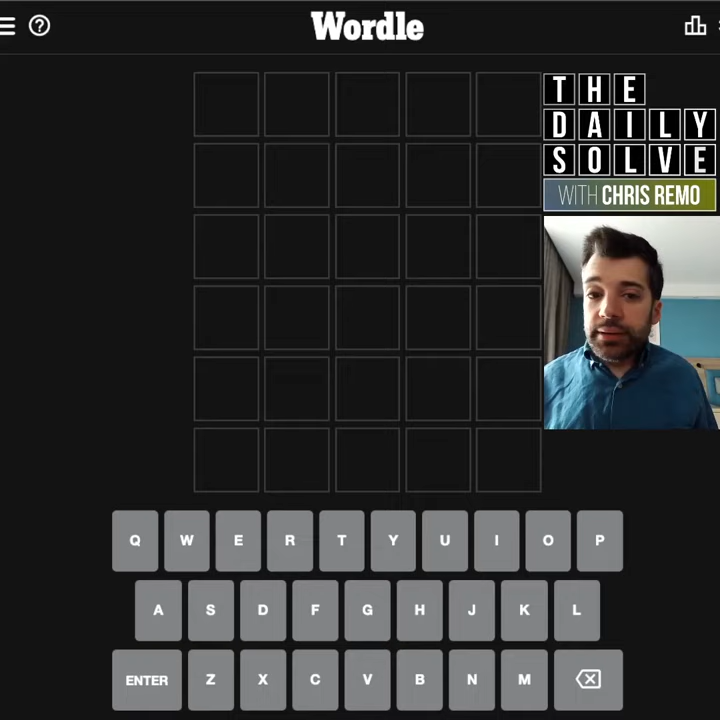 Wordle
THE
DAILY
SOLVE
WITH CHRIS REMO
Q W E R T Y U I O P
A S D F G H J K L
ENTER Z X C V B N M